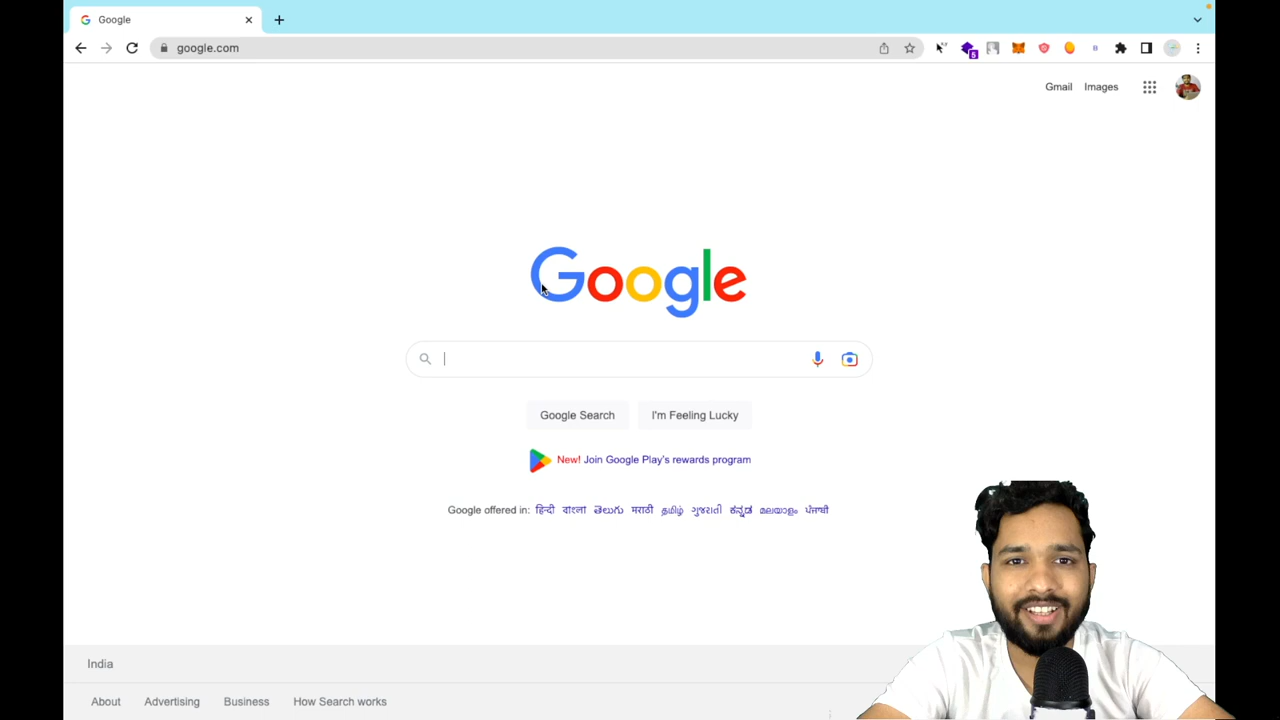 Google
google.com
Gmail Images
Google
Google Search I'm Feeling Lucky
New! Join Google Play's rewards program
Google offered in: हिन्दी বাংলা తెలుగు मराठी தமிழ் ગુજરાતી ಕನ್ನಡ മലയാളം ਪੰਜਾਬੀ
India
About Advertising Business How Search works